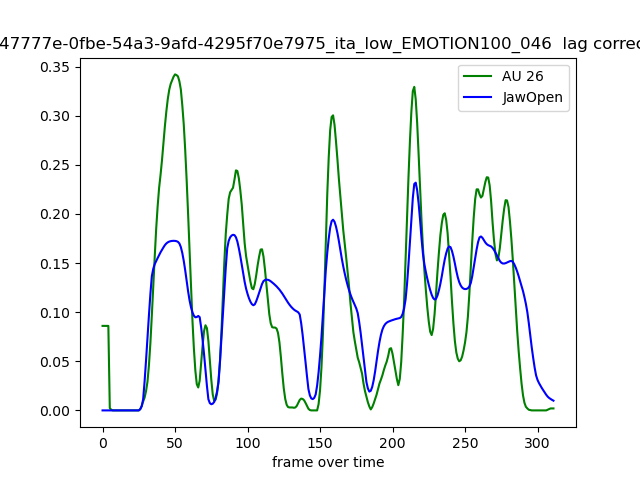 47777e-0fbe-54a3-9afd-4295f70e7975_ita_low_EMOTION100_046 lag correc
AU 26
JawOpen
0.35
0.30
0.25
0.20
0.15
0.10
0.05
0.00
0 50 100 150 200 250 300
frame over time